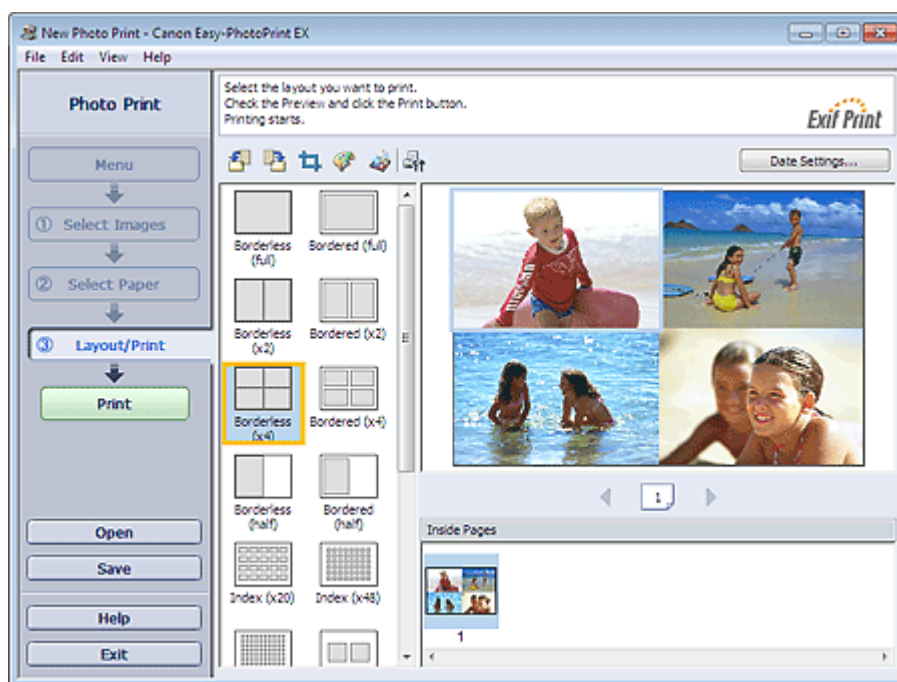 New Photo Print - Canon Easy-PhotoPrint EX
File Edit View Help
Photo Print
Menu
① Select Images
② Select Paper
③ Layout/Print
Print
Open
Save
Help
Exit
Select the layout you want to print.
Check the Preview and click the Print button.
Printing starts.
Exif Print
Date Settings...
Borderless
(full)
Bordered (full)
Borderless
(x2)
Bordered (x2)
Borderless
(x4)
Bordered (x4)
Borderless
(half)
Bordered
(half)
Index (x20)
Index (x48)
1
Inside Pages
1